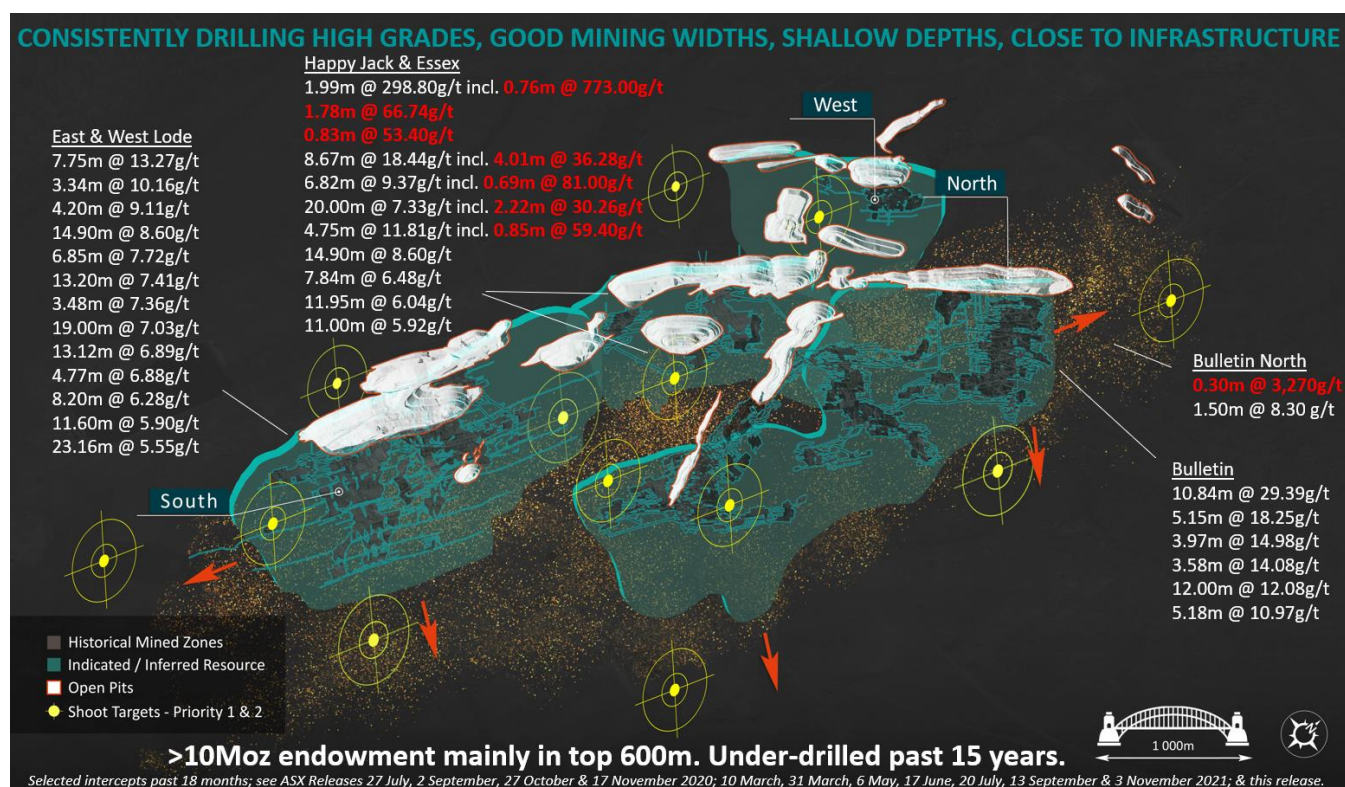 CONSISTENTLY DRILLING HIGH GRADES, GOOD MINING WIDTHS, SHALLOW DEPTHS, CLOSE TO INFRASTRUCTURE
Happy Jack & Essex
1.99m @ 298.80g/t incl. 0.76m @ 773.00g/t
1.78m @ 66.74g/t
0.83m @ 53.40g/t
8.67m @ 18.44g/t incl. 4.01m @ 36.28g/t
6.82m @ 9.37g/t incl. 0.69m @ 81.00g/t
20.00m @ 7.33g/t incl. 2.22m @ 30.26g/t
4.75m @ 11.81g/t incl. 0.85m @ 59.40g/t
14.90m @ 8.60g/t
7.84m @ 6.48g/t
11.95m @ 6.04g/t
11.00m @ 5.92g/t
East & West Lode
7.75m @ 13.27g/t
3.34m @ 10.16g/t
4.20m @ 9.11g/t
14.90m @ 8.60g/t
6.85m @ 7.72g/t
13.20m @ 7.41g/t
3.48m @ 7.36g/t
19.00m @ 7.03g/t
13.12m @ 6.89g/t
4.77m @ 6.88g/t
8.20m @ 6.28g/t
11.60m @ 5.90g/t
23.16m @ 5.55g/t
West
North
South
Bulletin North
0.30m @ 3,270g/t
1.50m @ 8.30 g/t
Bulletin
10.84m @ 29.39g/t
5.15m @ 18.25g/t
3.97m @ 14.98g/t
3.58m @ 14.08g/t
12.00m @ 12.08g/t
5.18m @ 10.97g/t
Historical Mined Zones
Indicated / Inferred Resource
Open Pits
Shoot Targets - Priority 1 & 2
1 000m
>10Moz endowment mainly in top 600m. Under-drilled past 15 years.
Selected intercepts past 18 months; see ASX Releases 27 July, 2 September, 27 October & 17 November 2020; 10 March, 31 March, 6 May, 17 June, 20 July, 13 September & 3 November 2021; & this release.